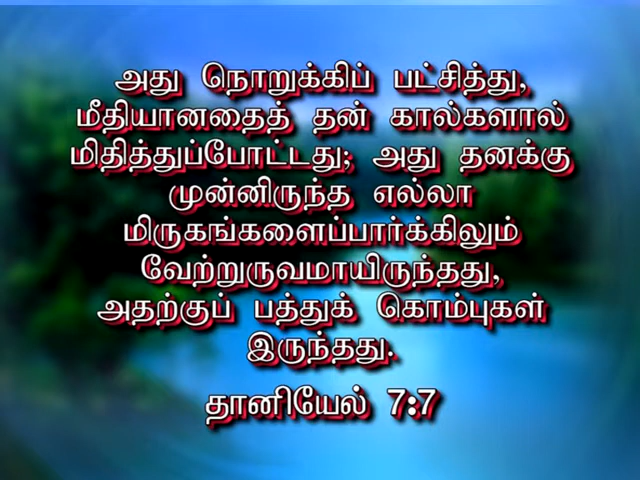 அது நொறுக்கிப் பட்சித்து,
மீதியானதைத் தன் கால்களால்
மிதித்துப்போட்டது; அது தனக்கு
முன்னிருந்த எல்லா
மிருகங்களைப்பார்க்கிலும்
வேற்றுருவமாயிருந்தது,
அதற்குப் பத்துக் கொம்புகள்
இருந்தது.
தானியேல் 7:7